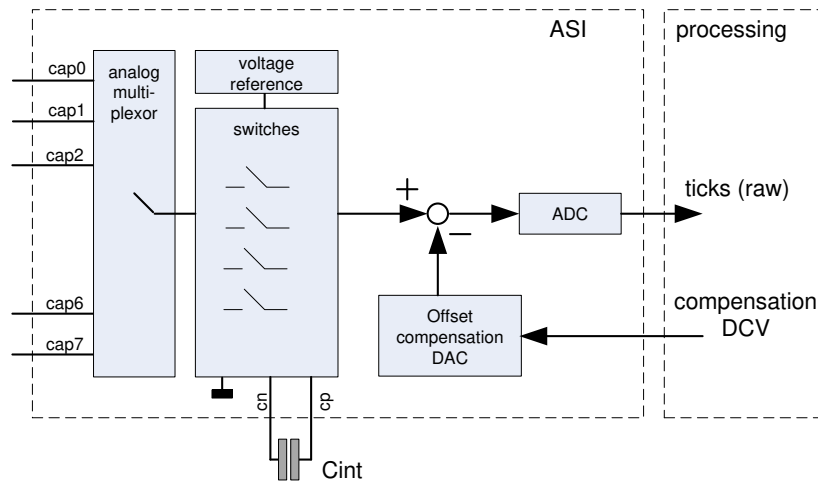 ASI
processing
cap0
cap1
cap2
cap6
cap7
analog
multi-
plexor
voltage
reference
switches
+
−
ADC
ticks (raw)
Offset
compensation
DAC
compensation
DCV
cn
cp
Cint